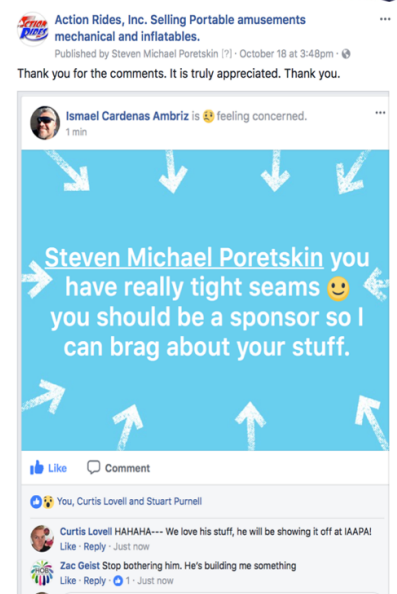 Action Rides, Inc. Selling Portable amusements
mechanical and inflatables.
Published by Steven Michael Poretskin [?] · October 18 at 3:48pm ·
Thank you for the comments. It is truly appreciated. Thank you.
Ismael Cardenas Ambriz is 😟 feeling concerned.
1 min
Steven Michael Poretskin you
have really tight seams 🙂
you should be a sponsor so I
can brag about your stuff.
Like Comment
You, Curtis Lovell and Stuart Purnell
Curtis Lovell HAHAHA--- We love his stuff, he will be showing it off at IAAPA!
Like · Reply · Just now
Zac Geist Stop bothering him. He's building me something
Like · Reply · 1 · Just now